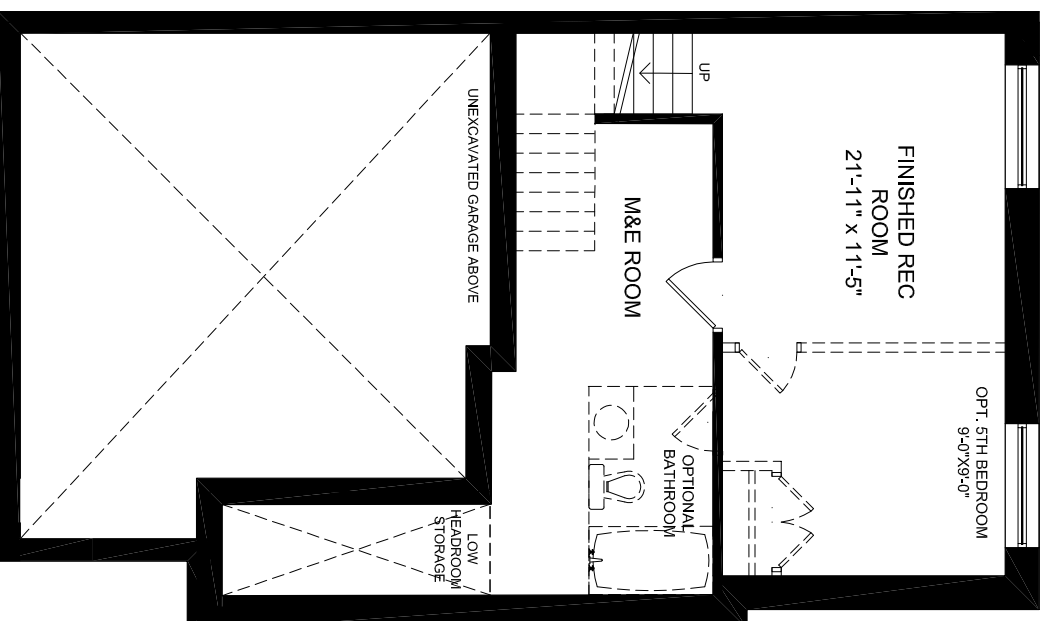 UP
FINISHED REC
ROOM
21'-11" x 11'-5"
M&E ROOM
UNEXCAVATED GARAGE ABOVE
OPT. 5TH BEDROOM
9'-0"X9'-0"
OPTIONAL
BATHROOM
LOW
HEADROOM
STORAGE